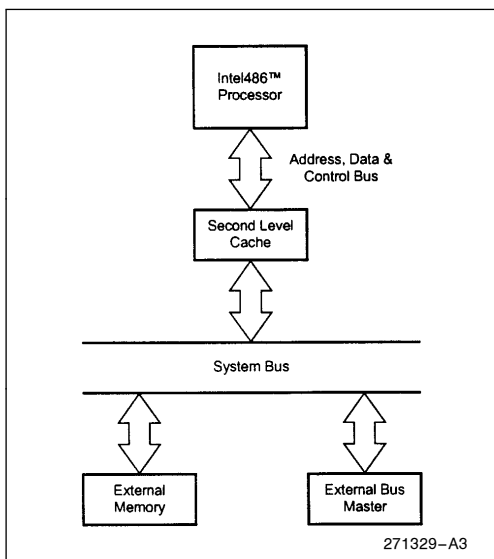 Intel486™
Processor
Address, Data &
Control Bus
Second Level
Cache
System Bus
External
Memory
External Bus
Master
271329–A3